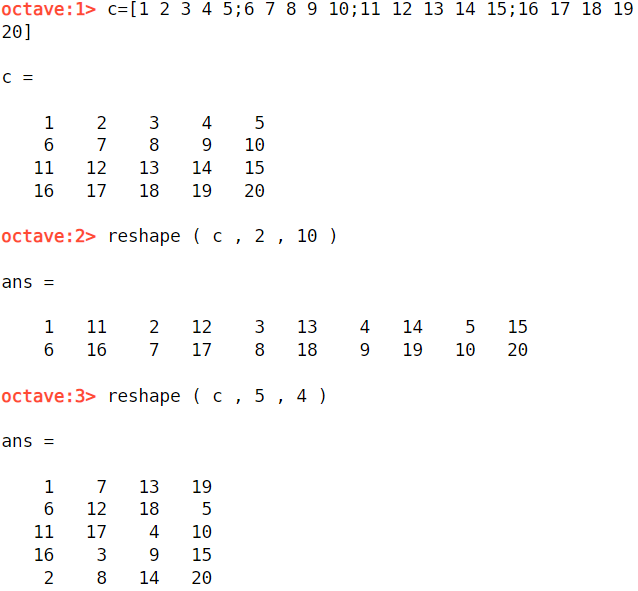 octave:1> c=[1 2 3 4 5;6 7 8 9 10;11 12 13 14 15;16 17 18 19
20]
c =
1 2 3 4 5
6 7 8 9 10
11 12 13 14 15
16 17 18 19 20
octave:2> reshape ( c , 2 , 10 )
ans =
1 11 2 12 3 13 4 14 5 15
6 16 7 17 8 18 9 19 10 20
octave:3> reshape ( c , 5 , 4 )
ans =
1 7 13 19
6 12 18 5
11 17 4 10
16 3 9 15
2 8 14 20